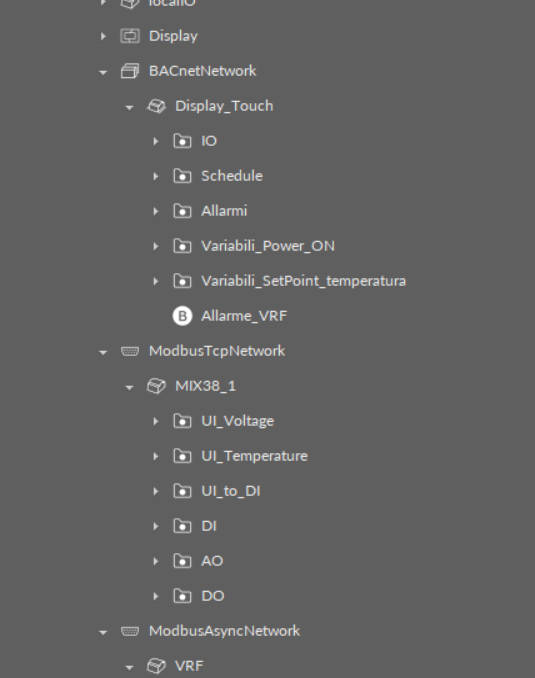 localIO
Display
BACnetNetwork
Display_Touch
IO
Schedule
Allarmi
Variabili_Power_ON
Variabili_SetPoint_temperatura
B Allarme_VRF
ModbusTcpNetwork
MIX38_1
UI_Voltage
UI_Temperature
UI_to_DI
DI
AO
DO
ModbusAsyncNetwork
VRF